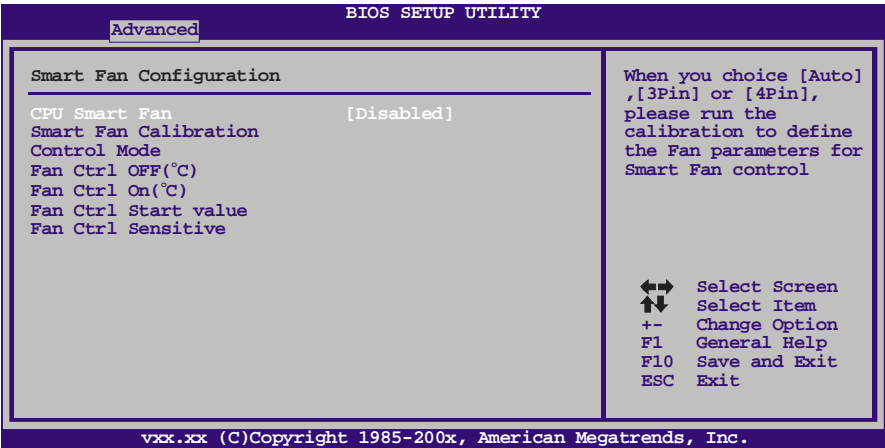 BIOS SETUP UTILITY
Advanced
Smart Fan Configuration
CPU Smart Fan [Disabled]
Smart Fan Calibration
Control Mode
Fan Ctrl OFF(°C)
Fan Ctrl On(°C)
Fan Ctrl Start value
Fan Ctrl Sensitive
When you choice [Auto]
,[3Pin] or [4Pin],
please run the
calibration to define
the Fan parameters for
Smart Fan control
Select Screen
Select Item
+- Change Option
F1 General Help
F10 Save and Exit
ESC Exit
vxx.xx (C)Copyright 1985-200x, American Megatrends, Inc.